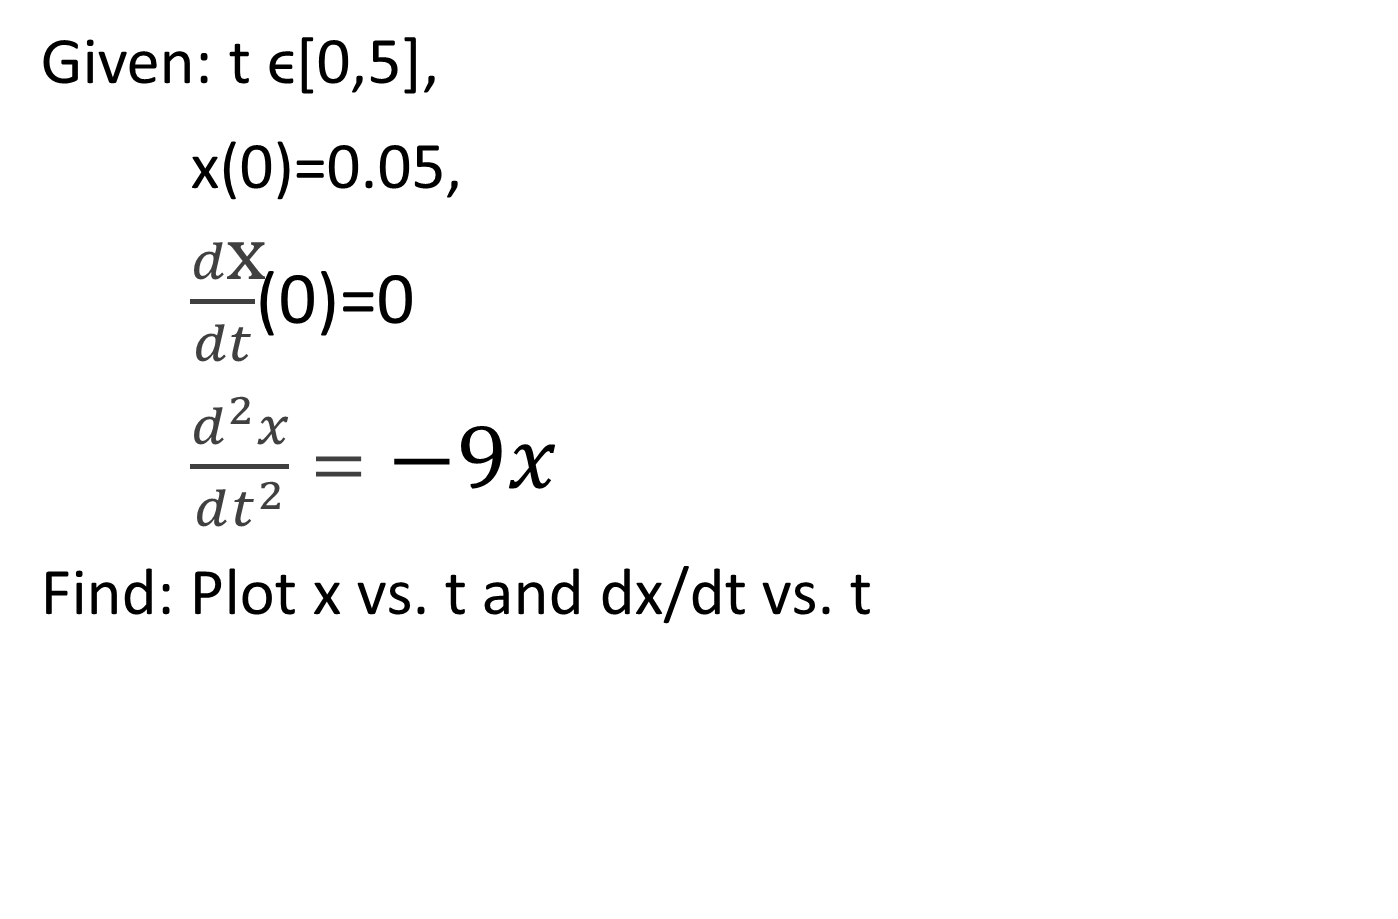 Given: t ϵ[0,5],
x(0)=0.05,
dx/dt(0)=0
d²x/dt² = −9x
Find: Plot x vs. t and dx/dt vs. t